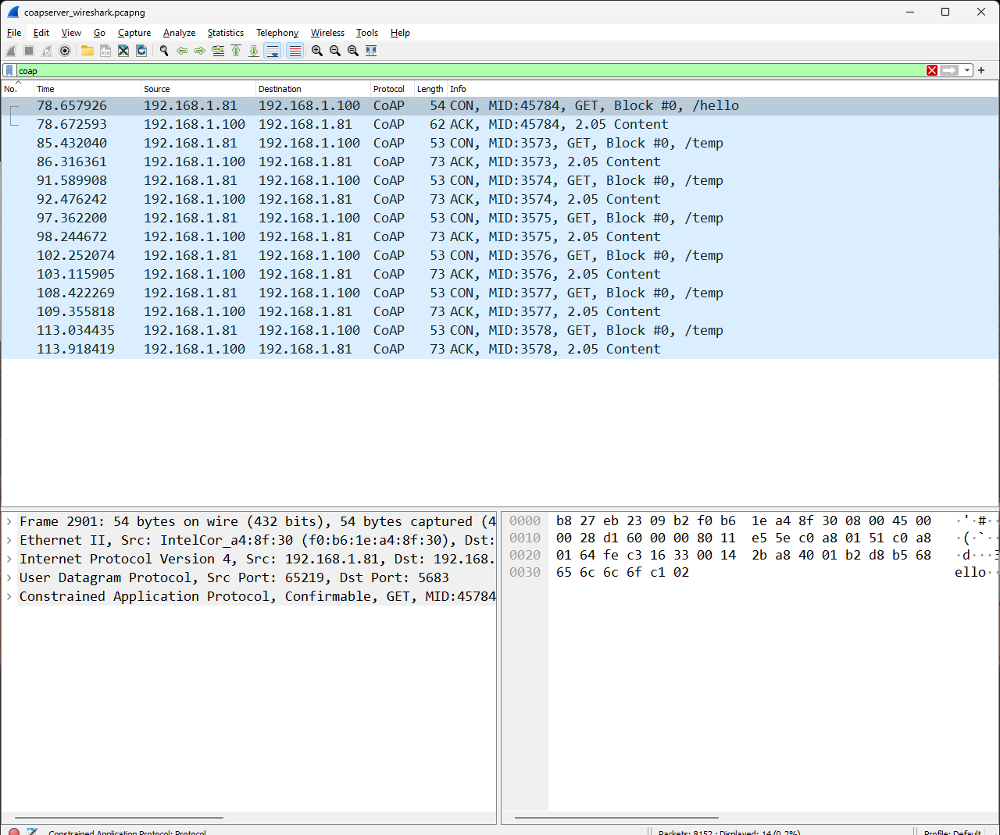 coapserver_wireshark.pcapng
File Edit View Go Capture Analyze Statistics Telephony Wireless Tools Help
coap
No. Time Source Destination Protocol Length Info
78.657926 192.168.1.81 192.168.1.100 CoAP 54 CON, MID:45784, GET, Block #0, /hello
78.672593 192.168.1.100 192.168.1.81 CoAP 62 ACK, MID:45784, 2.05 Content
85.432040 192.168.1.81 192.168.1.100 CoAP 53 CON, MID:3573, GET, Block #0, /temp
86.316361 192.168.1.100 192.168.1.81 CoAP 73 ACK, MID:3573, 2.05 Content
91.589908 192.168.1.81 192.168.1.100 CoAP 53 CON, MID:3574, GET, Block #0, /temp
92.476242 192.168.1.100 192.168.1.81 CoAP 73 ACK, MID:3574, 2.05 Content
97.362200 192.168.1.81 192.168.1.100 CoAP 53 CON, MID:3575, GET, Block #0, /temp
98.244672 192.168.1.100 192.168.1.81 CoAP 73 ACK, MID:3575, 2.05 Content
102.252074 192.168.1.81 192.168.1.100 CoAP 53 CON, MID:3576, GET, Block #0, /temp
103.115905 192.168.1.100 192.168.1.81 CoAP 73 ACK, MID:3576, 2.05 Content
108.422269 192.168.1.81 192.168.1.100 CoAP 53 CON, MID:3577, GET, Block #0, /temp
109.355818 192.168.1.100 192.168.1.81 CoAP 73 ACK, MID:3577, 2.05 Content
113.034435 192.168.1.81 192.168.1.100 CoAP 53 CON, MID:3578, GET, Block #0, /temp
113.918419 192.168.1.100 192.168.1.81 CoAP 73 ACK, MID:3578, 2.05 Content
Frame 2901: 54 bytes on wire (432 bits), 54 bytes captured (4
Ethernet II, Src: IntelCor_a4:8f:30 (f0:b6:1e:a4:8f:30), Dst:
Internet Protocol Version 4, Src: 192.168.1.81, Dst: 192.168.
User Datagram Protocol, Src Port: 65219, Dst Port: 5683
Constrained Application Protocol, Confirmable, GET, MID:45784
0000 b8 27 eb 23 09 b2 f0 b6 1e a4 8f 30 08 00 45 00 ·'·#··
0010 00 28 d1 60 00 00 80 11 e5 5e c0 a8 01 51 c0 a8 ·(·`··
0020 01 64 fe c3 16 33 00 14 2b a8 40 01 b2 d8 b5 68 ·d···3
0030 65 6c 6c 6f c1 02 ello··
Constrained Application Protocol: Protocol
Packets: 8152 · Displayed: 14 (0.2%)
Profile: Default